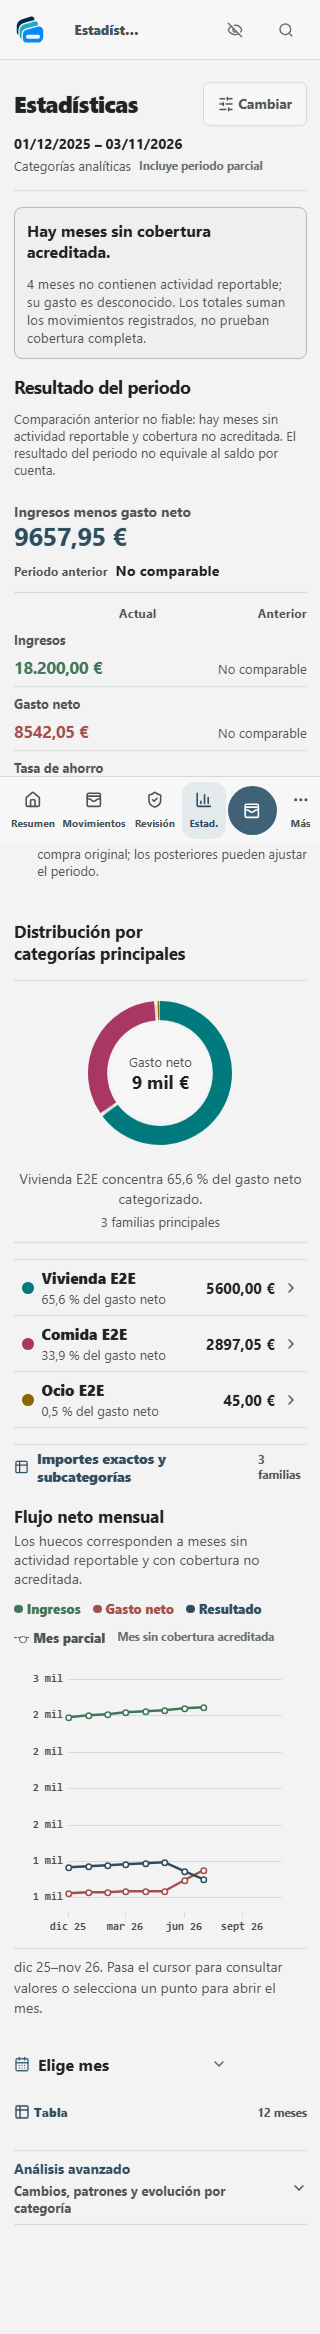 Estadíst...
Estadísticas
Cambiar
01/12/2025 – 03/11/2026
Categorías analíticas Incluye periodo parcial
Hay meses sin cobertura
acreditada.
4 meses no contienen actividad reportable;
su gasto es desconocido. Los totales suman
los movimientos registrados, no prueban
cobertura completa.
Resultado del periodo
Comparación anterior no fiable: hay meses sin
actividad reportable y cobertura no acreditada. El
resultado del periodo no equivale al saldo por
cuenta.
Ingresos menos gasto neto
9657,95 €
Periodo anterior No comparable
Actual Anterior
Ingresos
18.200,00 € No comparable
Gasto neto
8542,05 € No comparable
Tasa de ahorro
Resumen Movimientos Revisión Estad. Más
compra original; los posteriores pueden ajustar
el periodo.
Distribución por
categorías principales
Gasto neto
9 mil €
Vivienda E2E concentra 65,6 % del gasto neto
categorizado.
3 familias principales
Vivienda E2E
65,6 % del gasto neto
5600,00 €
Comida E2E
33,9 % del gasto neto
2897,05 €
Ocio E2E
0,5 % del gasto neto
45,00 €
Importes exactos y
subcategorías
3
familias
Flujo neto mensual
Los huecos corresponden a meses sin
actividad reportable y con cobertura no
acreditada.
Ingresos Gasto neto Resultado
Mes parcial Mes sin cobertura acreditada
3 mil
2 mil
2 mil
2 mil
2 mil
1 mil
1 mil
dic 25 mar 26 jun 26 sept 26
dic 25–nov 26. Pasa el cursor para consultar
valores o selecciona un punto para abrir el
mes.
Elige mes
Tabla 12 meses
Análisis avanzado
Cambios, patrones y evolución por
categoría